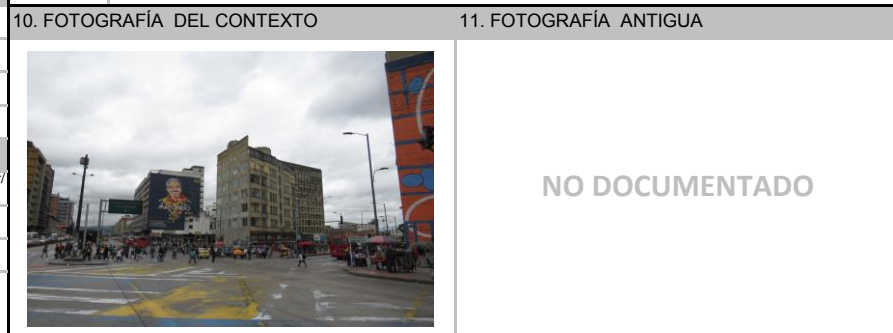 10. FOTOGRAFÍA DEL CONTEXTO
11. FOTOGRAFÍA ANTIGUA
NO DOCUMENTADO